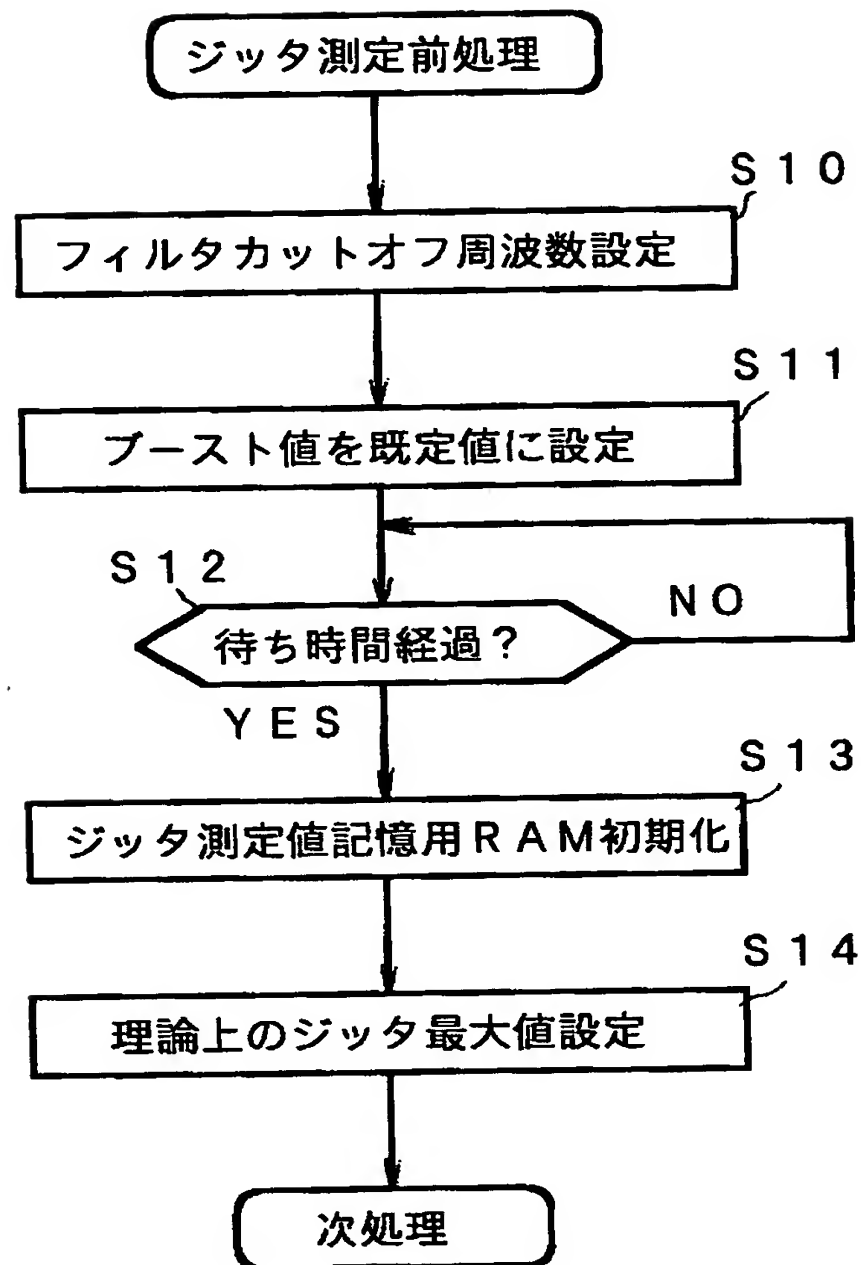 ジッタ測定前処理
S10
フィルタカットオフ周波数設定
S11
ブースト値を既定値に設定
S12
待ち時間経過?
NO
YES
S13
ジッタ測定値記憶用RAM初期化
S14
理論上のジッタ最大値設定
次処理